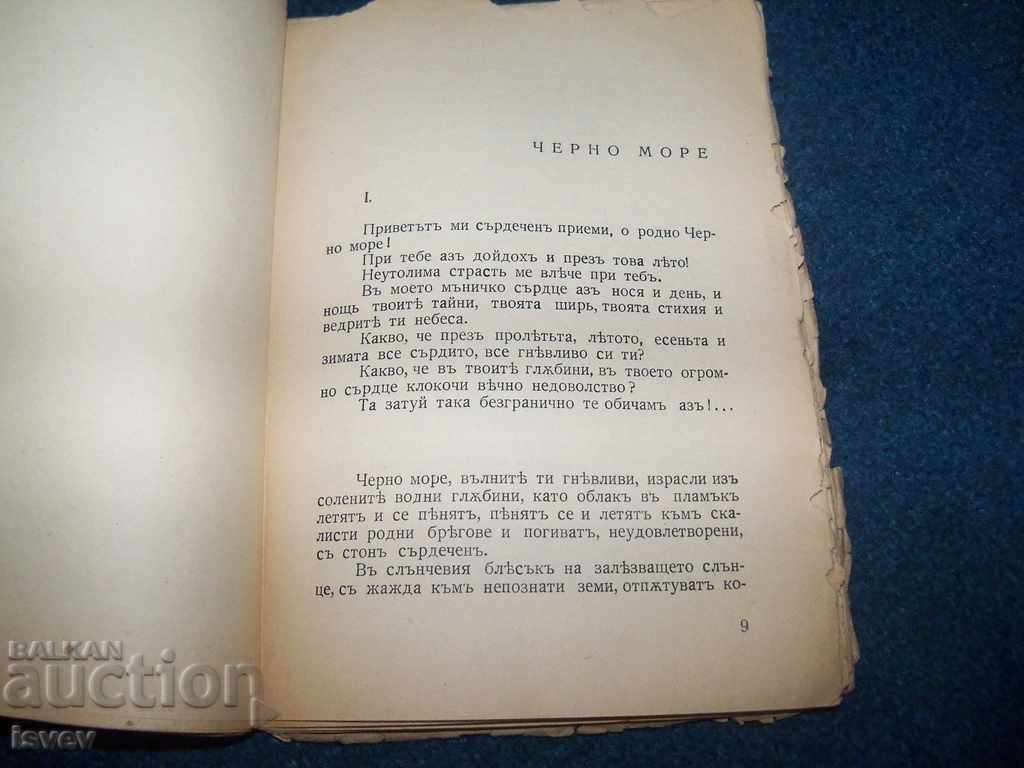 ЧЕРНО МОРЕ
I.
Приветътъ ми сърдеченъ приеми, о родно Чер-
но море!
При тебе азъ дойдохъ и презъ това лѣто!
Неутолима страсть ме влѣче при тебъ.
Въ моето мъничко сърдце азъ нося и день, и
нощь твоитѣ тайни, твоята ширь, твоята стихия и
ведритѣ ти небеса.
Какво, че презъ пролѣтьта, лѣтото, есеньта и
зимата все сърдито, все гнѣвливо си ти?
Какво, че въ твоитѣ глѫбини, въ твоето огром-
но сърдце клокочи вѣчно недоволство?
Та затуй така безгранично те обичамъ азъ!...
Черно море, вълнитѣ ти гнѣвливи, израсли изъ
соленитѣ водни глѫбини, като облакъ въ пламъкъ
летятъ и се пѣнятъ, пѣнятъ се и летятъ къмъ ска-
листи родни брѣгове и погиватъ, неудовлетворени,
съ стонъ сърдеченъ.
Въ слънчевия блѣсъкъ на залѣзващето слън-
це, съ жажда къмъ непознати земи, отпѫтуватъ ко-
9
BALKAN
auction
isvev